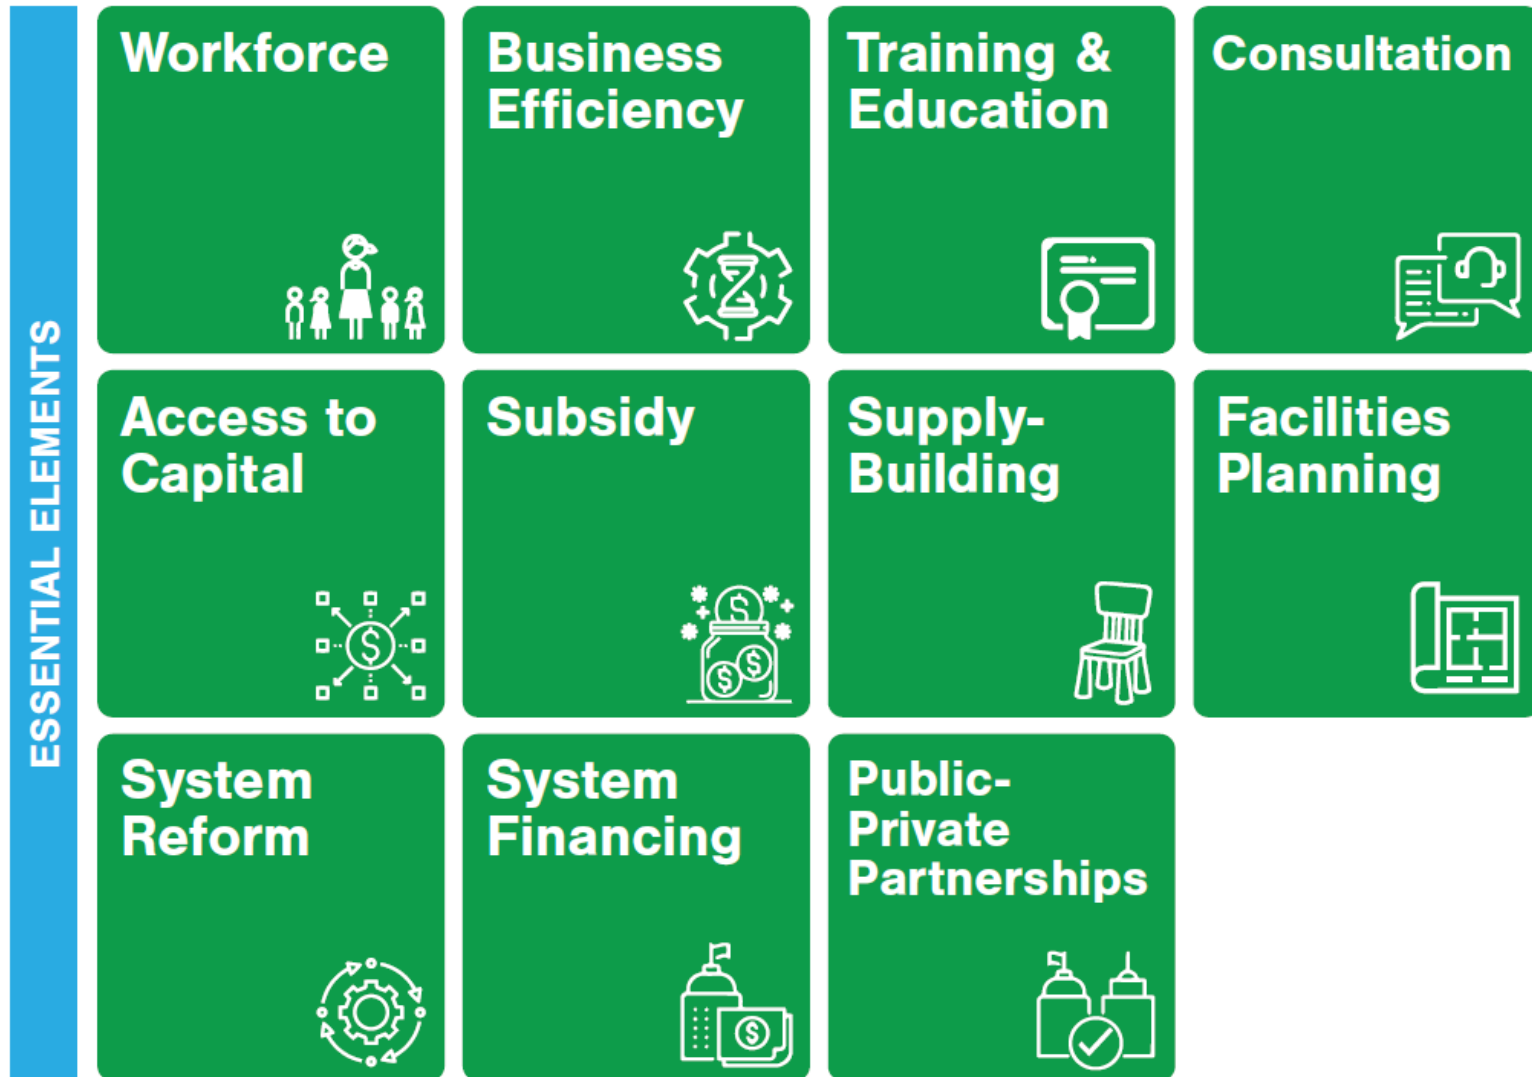 ESSENTIAL ELEMENTS
Workforce
Business
Efficiency
Training &
Education
Consultation
Access to
Capital
Subsidy
Supply-
Building
Facilities
Planning
System
Reform
System
Financing
Public-
Private
Partnerships